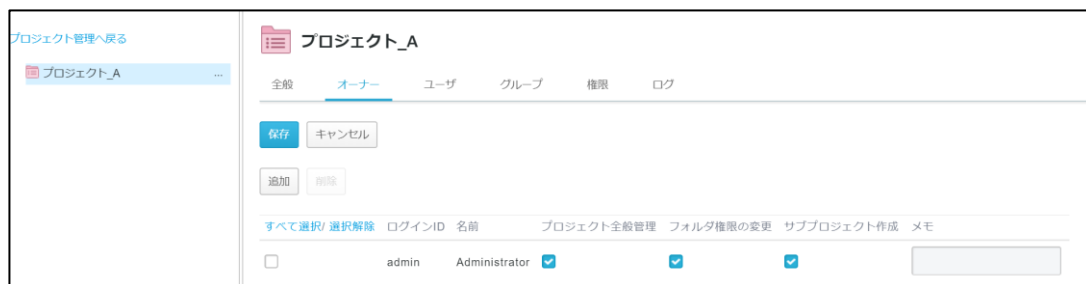 プロジェクト管理へ戻る
プロジェクト_A ...
プロジェクト_A
全般 オーナー ユーザ グループ 権限 ログ
保存 キャンセル
追加 削除
すべて選択/ 選択解除 ログインID 名前 プロジェクト全般管理 フォルダ権限の変更 サブプロジェクト作成 メモ
admin Administrator